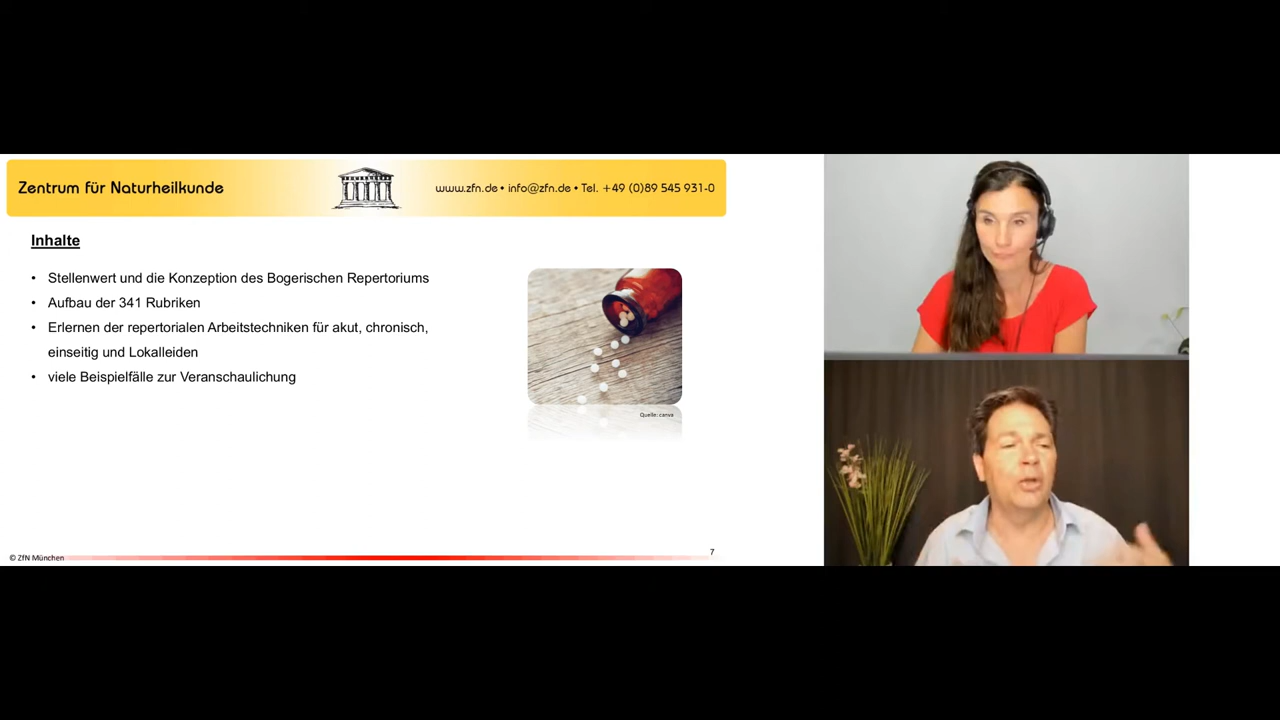 Zentrum für Naturheilkunde
www.zfn.de • info@zfn.de • Tel. +49 (0)89 545 931-0
Inhalte
• Stellenwert und die Konzeption des Bogerischen Repertoriums
• Aufbau der 341 Rubriken
• Erlernen der repertorialen Arbeitstechniken für akut, chronisch,
einseitig und Lokalleiden
• viele Beispielfälle zur Veranschaulichung
Quelle: canva
© ZfN München
7